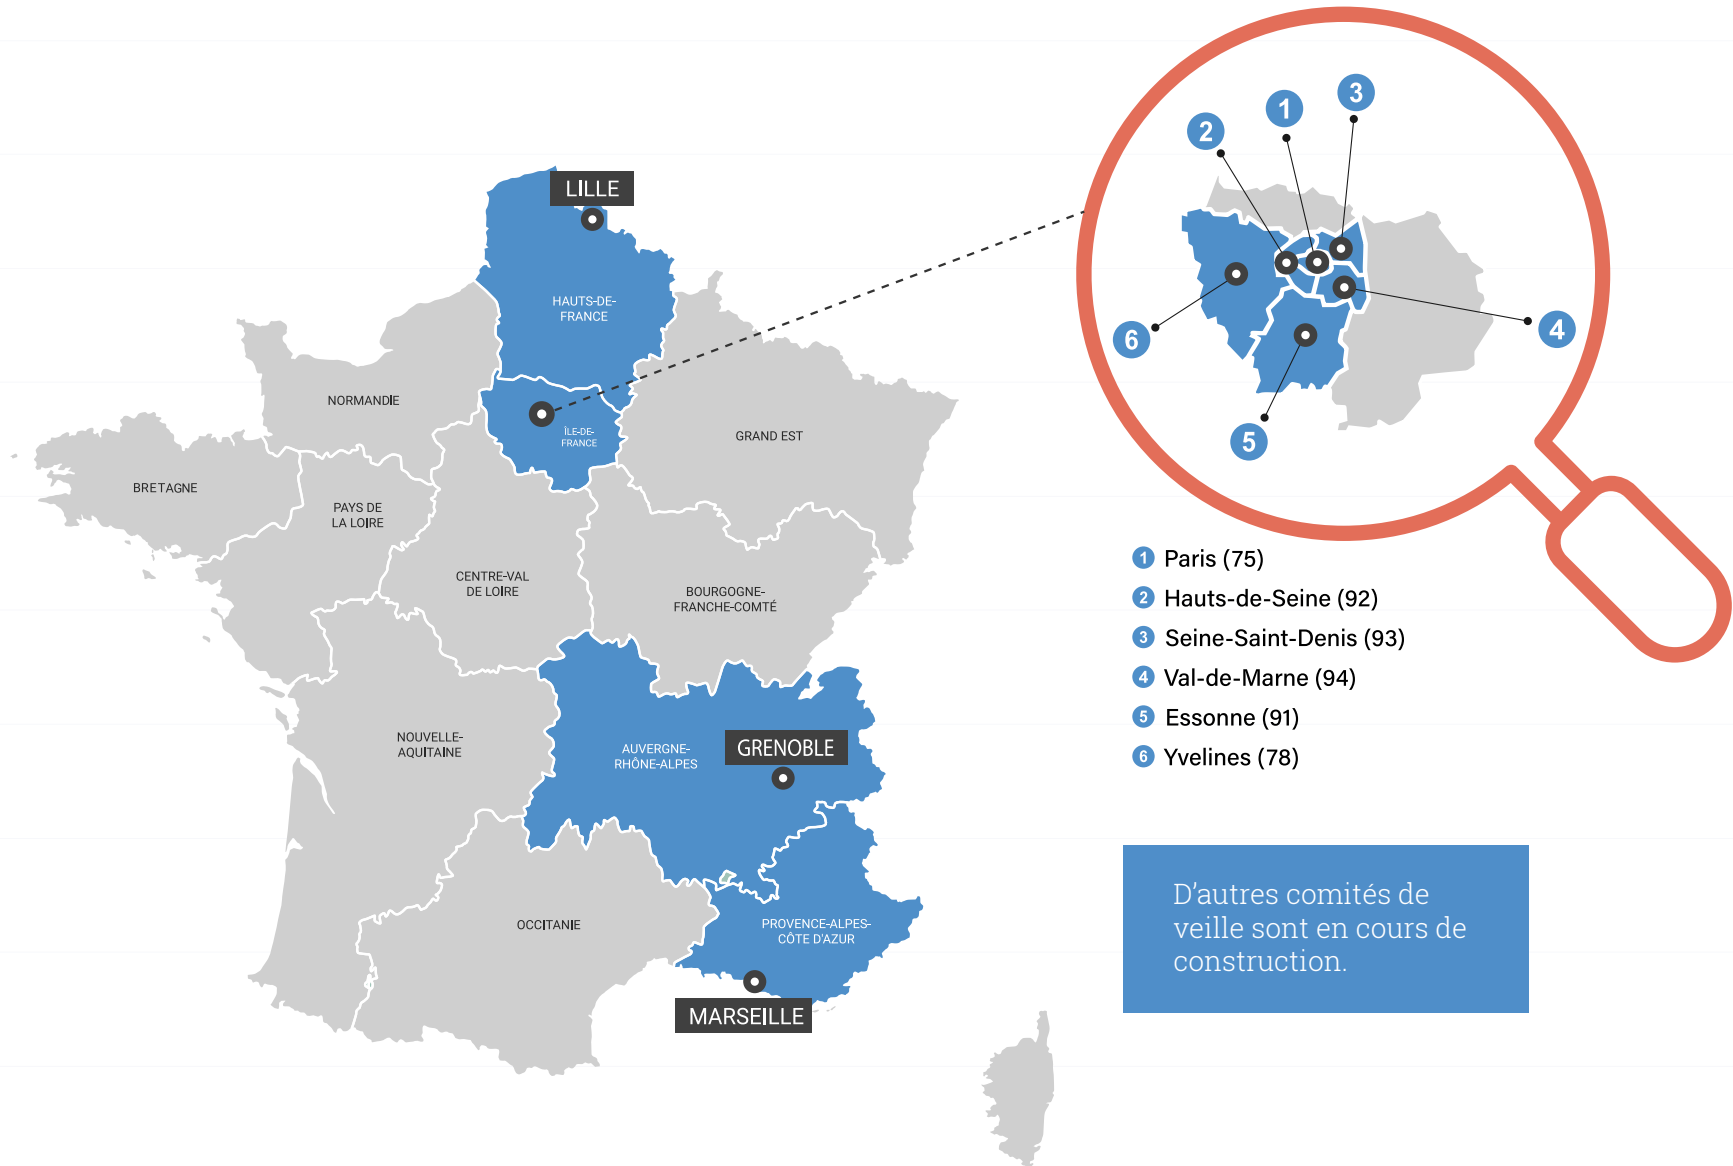 LILLE
HAUTS-DE-
FRANCE
NORMANDIE
ÎLE-DE-
FRANCE
GRAND EST
BRETAGNE
PAYS DE
LA LOIRE
CENTRE-VAL
DE LOIRE
BOURGOGNE-
FRANCHE-COMTÉ
NOUVELLE-
AQUITAINE
AUVERGNE-
RHÔNE-ALPES
GRENOBLE
OCCITANIE
PROVENCE-ALPES-
CÔTE D'AZUR
MARSEILLE
1
2
3
4
5
6
1 Paris (75)
2 Hauts-de-Seine (92)
3 Seine-Saint-Denis (93)
4 Val-de-Marne (94)
5 Essonne (91)
6 Yvelines (78)
D'autres comités de
veille sont en cours de
construction.